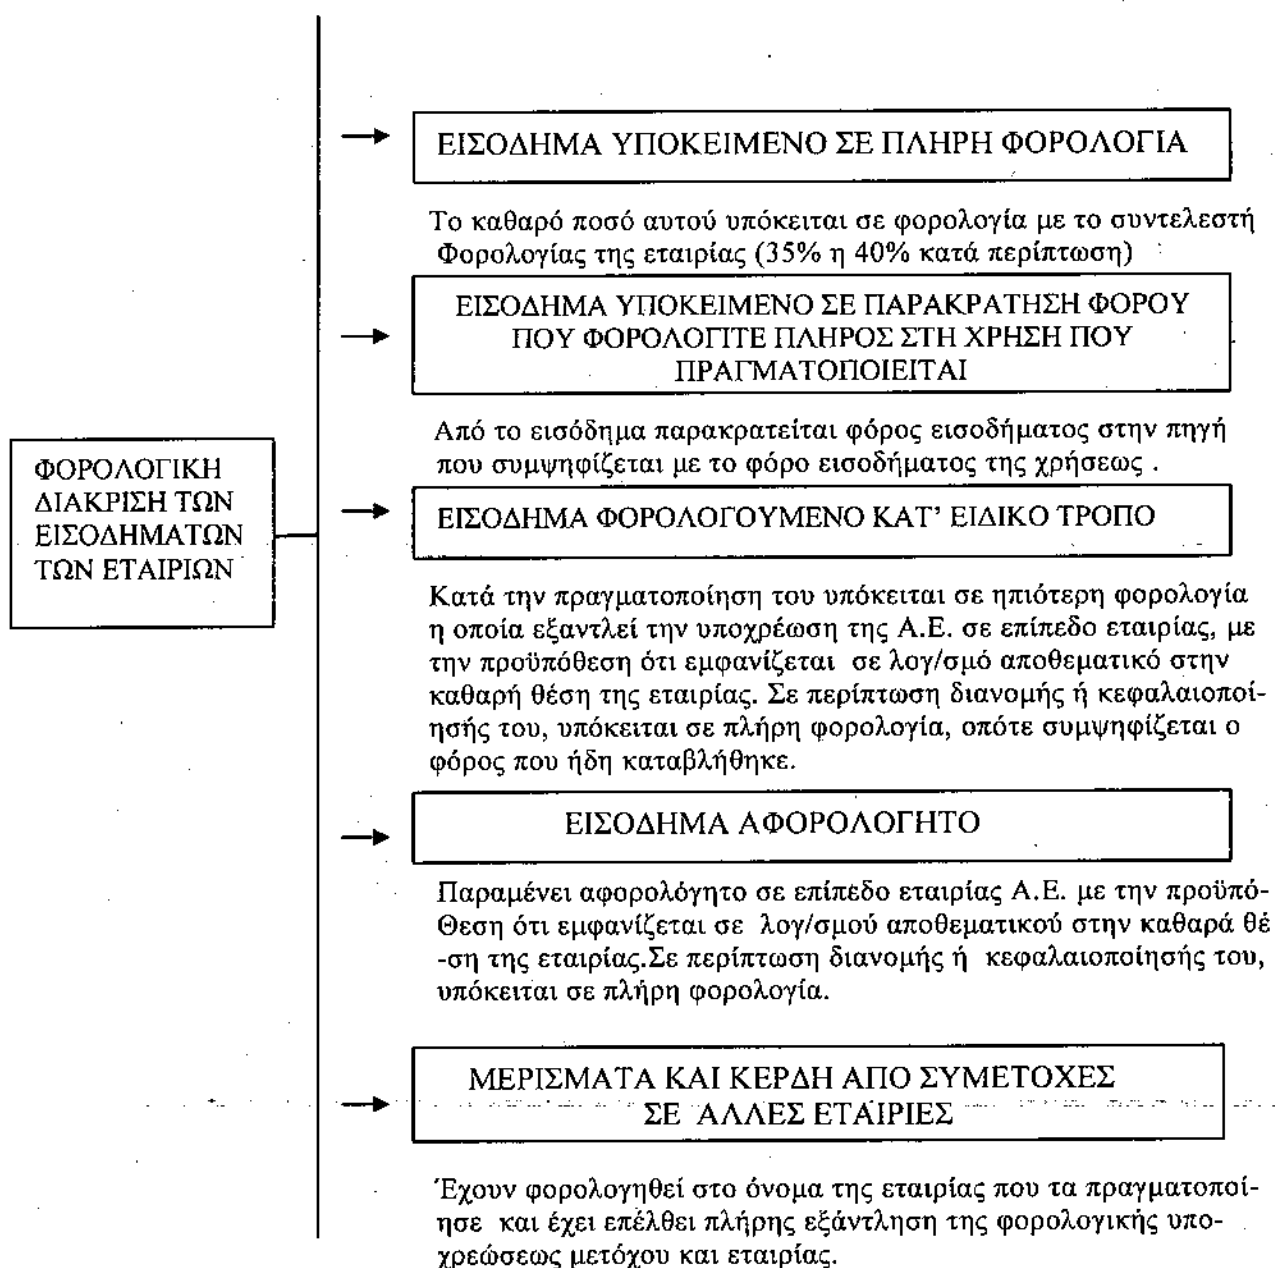 ΕΙΣΟΔΗΜΑ ΥΠΟΚΕΙΜΕΝΟ ΣΕ ΠΛΗΡΗ ΦΟΡΟΛΟΓΙΑ
Το καθαρό ποσό αυτού υπόκειται σε φορολογία με το συντελεστή
Φορολογίας της εταιρίας (35% η 40% κατά περίπτωση)
ΕΙΣΟΔΗΜΑ ΥΠΟΚΕΙΜΕΝΟ ΣΕ ΠΑΡΑΚΡΑΤΗΣΗ ΦΟΡΟΥ
ΠΟΥ ΦΟΡΟΛΟΓΙΤΕ ΠΛΗΡΟΣ ΣΤΗ ΧΡΗΣΗ ΠΟΥ
ΠΡΑΓΜΑΤΟΠΟΙΕΙΤΑΙ
Από το εισόδημα παρακρατείται φόρος εισοδήματος στην πηγή
που συμψηφίζεται με το φόρο εισοδήματος της χρήσεως .
ΦΟΡΟΛΟΓΙΚΗ
ΔΙΑΚΡΙΣΗ ΤΩΝ
ΕΙΣΟΔΗΜΑΤΩΝ
ΤΩΝ ΕΤΑΙΡΙΩΝ
ΕΙΣΟΔΗΜΑ ΦΟΡΟΛΟΓΟΥΜΕΝΟ ΚΑΤ’ ΕΙΔΙΚΟ ΤΡΟΠΟ
Κατά την πραγματοποίηση του υπόκειται σε ηπιότερη φορολογία
η οποία εξαντλεί την υποχρέωση της Α.Ε. σε επίπεδο εταιρίας, με
την προϋπόθεση ότι εμφανίζεται σε λογ/σμό αποθεματικό στην
καθαρή θέση της εταιρίας. Σε περίπτωση διανομής ή κεφαλαιοποί-
ησής του, υπόκειται σε πλήρη φορολογία, οπότε συμψηφίζεται ο
φόρος που ήδη καταβλήθηκε.
ΕΙΣΟΔΗΜΑ ΑΦΟΡΟΛΟΓΗΤΟ
Παραμένει αφορολόγητο σε επίπεδο εταιρίας Α.Ε. με την προϋπό-
Θεση ότι εμφανίζεται σε λογ/σμού αποθεματικού στην καθαρά θέ
-ση της εταιρίας.Σε περίπτωση διανομής ή κεφαλαιοποίησής του,
υπόκειται σε πλήρη φορολογία.
ΜΕΡΙΣΜΑΤΑ ΚΑΙ ΚΕΡΔΗ ΑΠΟ ΣΥΜΕΤΟΧΕΣ
ΣΕ ΑΛΛΕΣ ΕΤΑΙΡΙΕΣ
Έχουν φορολογηθεί στο όνομα της εταιρίας που τα πραγματοποί-
ησε και έχει επέλθει πλήρης εξάντληση της φορολογικής υπο-
χρεώσεως μετόχου και εταιρίας.